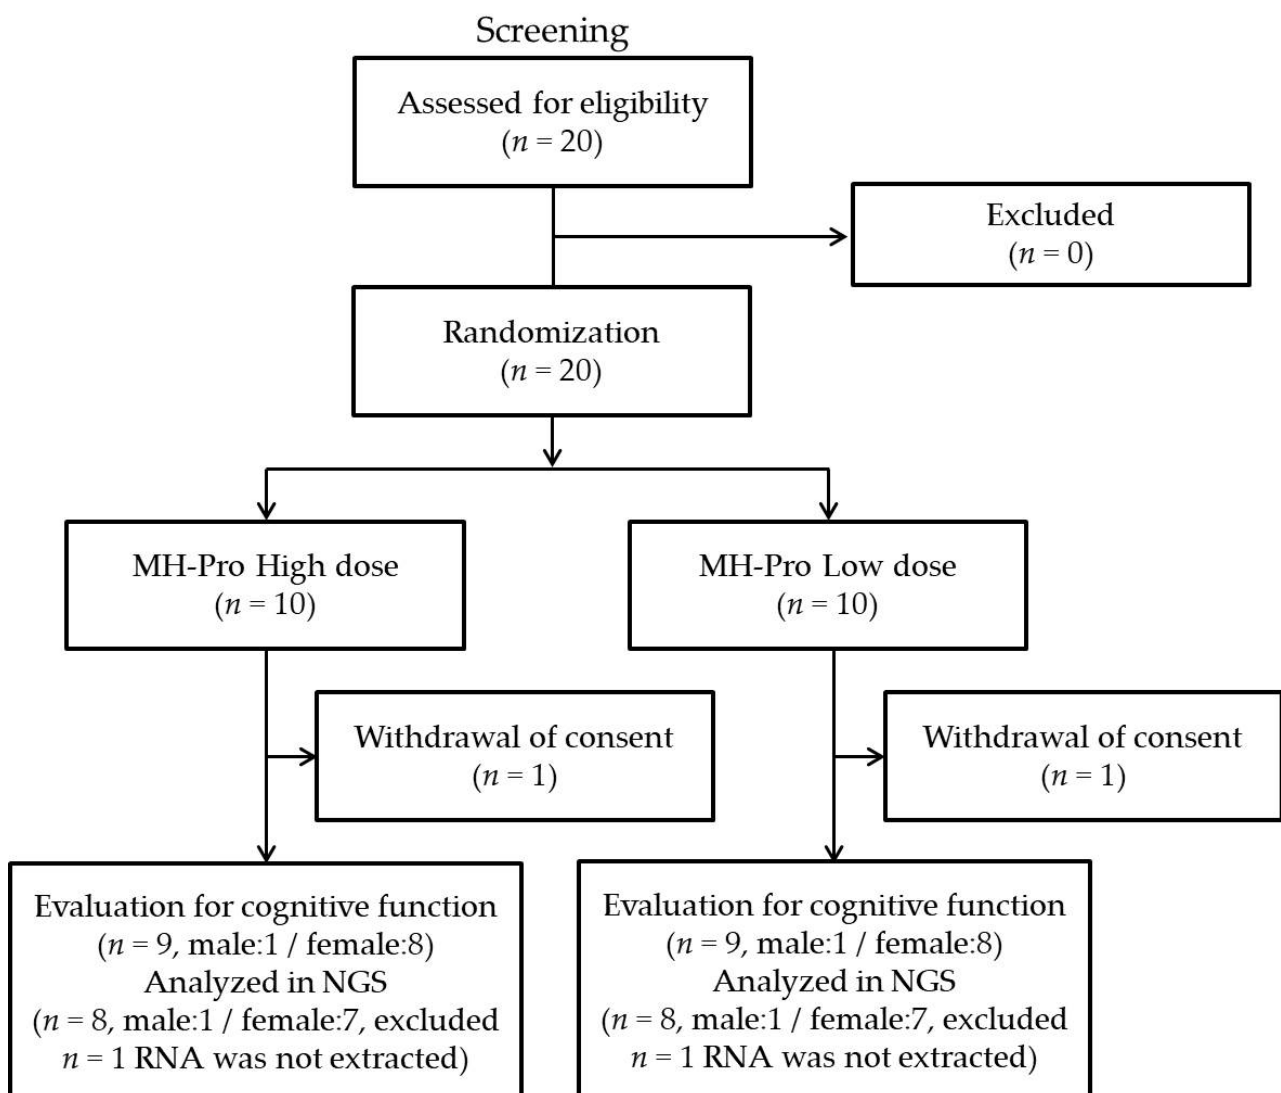 Screening
Assessed for eligibility
(n = 20)
Excluded
(n = 0)
Randomization
(n = 20)
MH-Pro High dose
(n = 10)
MH-Pro Low dose
(n = 10)
Withdrawal of consent
(n = 1)
Withdrawal of consent
(n = 1)
Evaluation for cognitive function
(n = 9, male:1 / female:8)
Analyzed in NGS
(n = 8, male:1 / female:7, excluded
n = 1 RNA was not extracted)
Evaluation for cognitive function
(n = 9, male:1 / female:8)
Analyzed in NGS
(n = 8, male:1 / female:7, excluded
n = 1 RNA was not extracted)